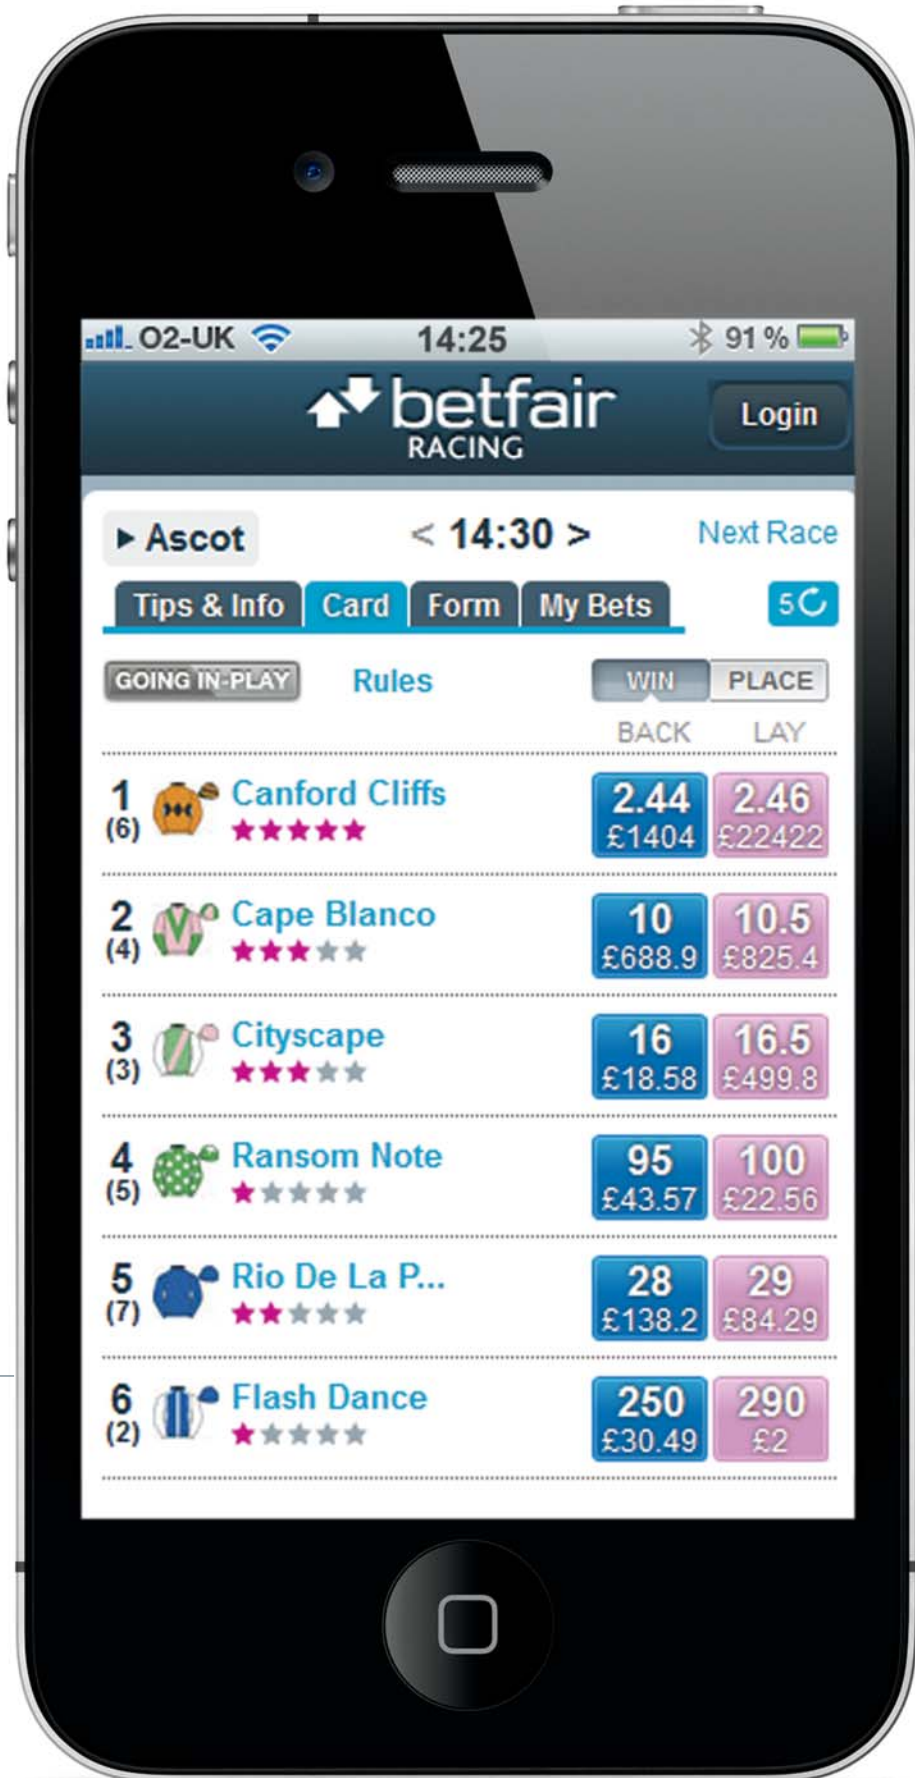 O2-UK 14:25 91 %
betfair
RACING
Login
Ascot < 14:30 > Next Race
Tips & Info Card Form My Bets 5
GOING IN-PLAY Rules WIN PLACE
BACK LAY
1 Canford Cliffs 2.44 2.46
(6) £1404 £22422
2 Cape Blanco 10 10.5
(4) £688.9 £825.4
3 Cityscape 16 16.5
(3) £18.58 £499.8
4 Ransom Note 95 100
(5) £43.57 £22.56
5 Rio De La P... 28 29
(7) £138.2 £84.29
6 Flash Dance 250 290
(2) £30.49 £2